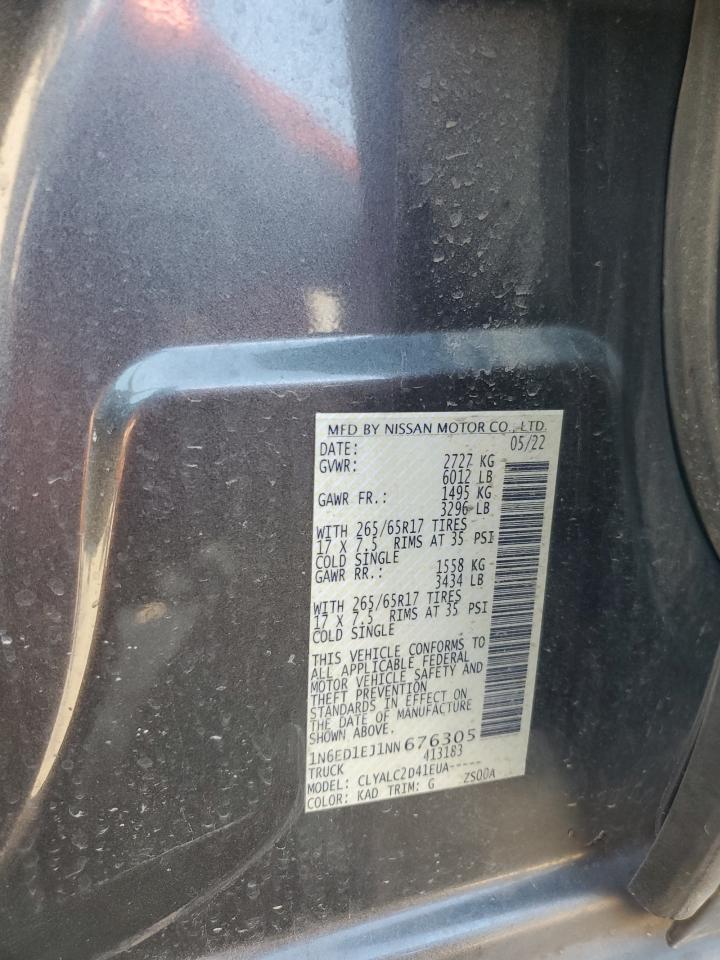 MFD BY NISSAN MOTOR CO., LTD.
DATE: 05/22
GVWR: 2727 KG
6012 LB
GAWR FR.: 1495 KG
3296 LB
WITH 265/65R17 TIRES
17 X 7.5 RIMS AT 35 PSI
COLD SINGLE
GAWR RR.: 1558 KG
3434 LB
WITH 265/65R17 TIRES
17 X 7.5 RIMS AT 35 PSI
COLD SINGLE
THIS VEHICLE CONFORMS TO
ALL APPLICABLE FEDERAL
MOTOR VEHICLE SAFETY AND
THEFT PREVENTION
STANDARDS IN EFFECT ON
THE DATE OF MANUFACTURE
SHOWN ABOVE.
1N6ED1EJ1NN676305
TRUCK 413183
MODEL: CLYALC2D41EUA-----
COLOR: KAD TRIM: G ZS00A